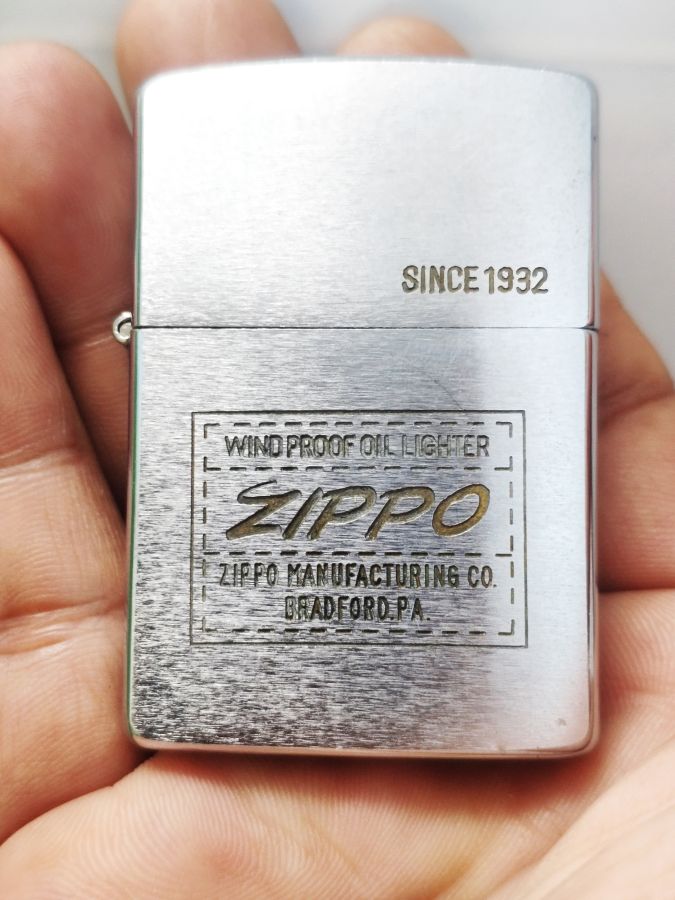 SINCE 1932
WIND PROOF OIL LIGHTER
ZIPPO
ZIPPO MANUFACTURING CO.
BRADFORD.PA.